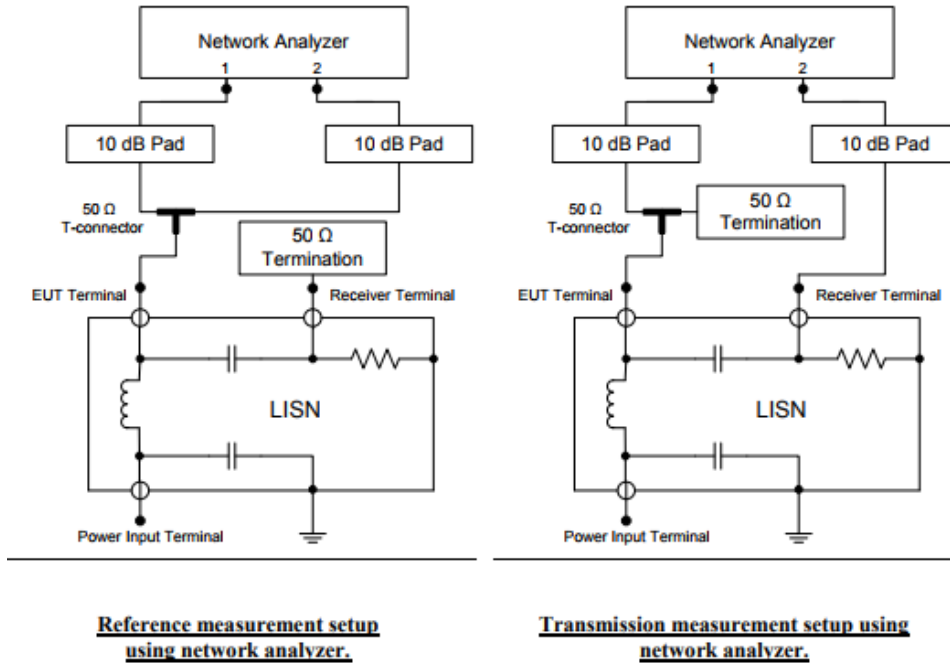 Network Analyzer
1 2
10 dB Pad
10 dB Pad
50 Ω
T-connector
50 Ω
Termination
EUT Terminal
Receiver Terminal
LISN
Power Input Terminal
Reference measurement setup
using network analyzer.
Network Analyzer
1 2
10 dB Pad
10 dB Pad
50 Ω
T-connector
50 Ω
Termination
EUT Terminal
Receiver Terminal
LISN
Power Input Terminal
Transmission measurement setup using
network analyzer.